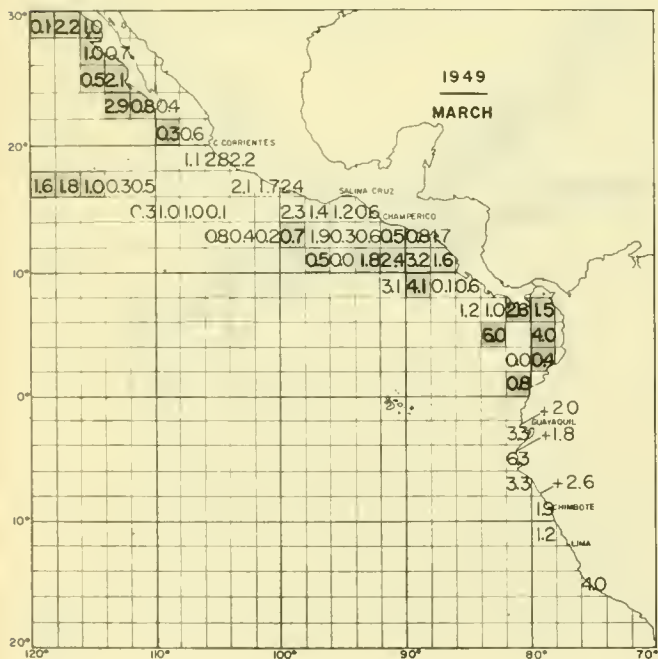 30°
0.1 2.2 1.0
1.0 0.7
0.5 2.1
1949
MARCH
2.9 0.8 0.4
0.3 0.6
20°
C. CORRIENTES
1.1 2.8 2.2
1.6 1.8 1.0 0.3 0.5 2.1 1.7 2.4
SALINA CRUZ
0.3 1.0 1.0 0.1 2.3 1.4 1.2 0.6
CHAMPERICO
0.8 0.4 0.2 0.7 1.9 0.3 0.6 0.5 0.8 1.7
0.5 0.0 1.8 2.4 3.2 1.6
10°
3.1 4.1 0.1 0.6
1.2 1.0 2.6 1.5
6.0 4.0
0.0 0.4
0.8
0°
+2.0
GUAYAQUIL
3.3 +1.8
6.3
3.3 +2.6
1.9 CHIMBOTE
10°
1.2 LIMA
4.0
20°
120° 110° 100° 90° 80° 70°